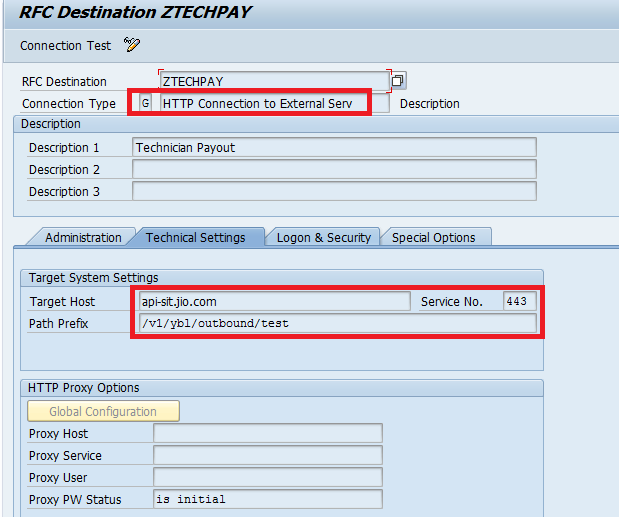 RFC Destination ZTECHPAY
Connection Test
RFC Destination ZTECHPAY
Connection Type G HTTP Connection to External Serv Description
Description
Description 1 Technician Payout
Description 2
Description 3
Administration Technical Settings Logon & Security Special Options
Target System Settings
Target Host api-sit.jio.com Service No. 443
Path Prefix /v1/ybl/outbound/test
HTTP Proxy Options
Global Configuration
Proxy Host
Proxy Service
Proxy User
Proxy PW Status is initial